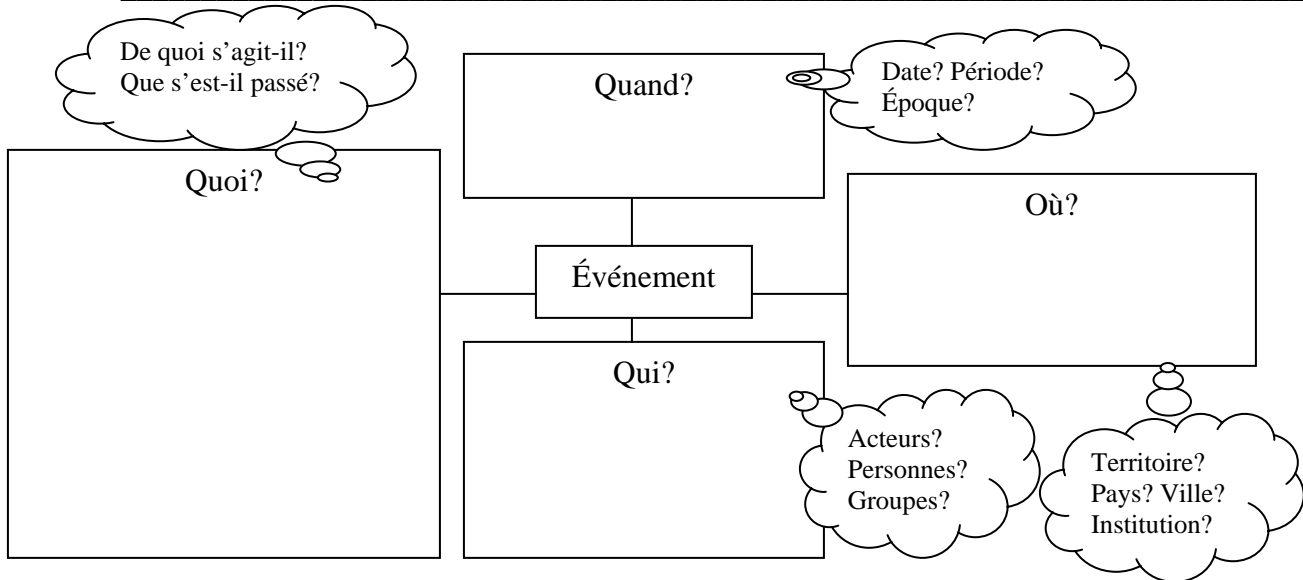 De quoi s'agit-il?
Que s'est-il passé?
Quand?
Date? Période?
Époque?
Quoi?
Où?
Événement
Qui?
Acteurs?
Personnes?
Groupes?
Territoire?
Pays? Ville?
Institution?